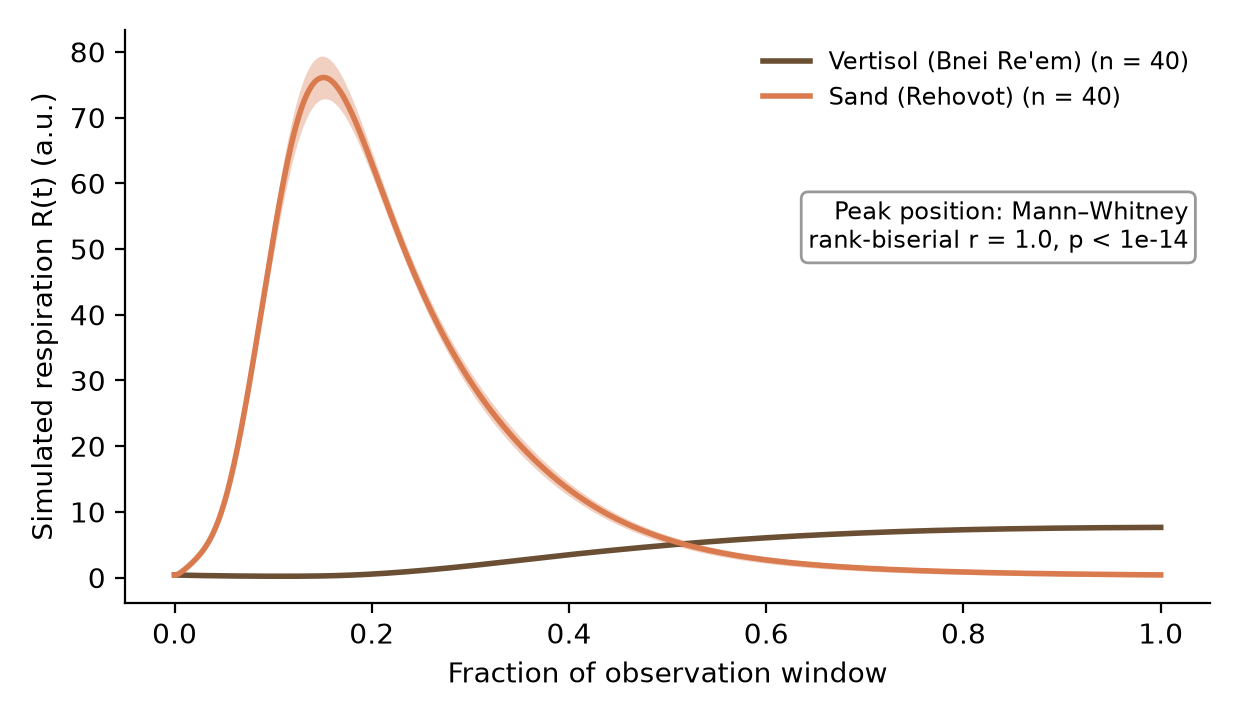 Simulated respiration R(t) (a.u.)
80
70
60
50
40
30
20
10
0
Vertisol (Bnei Re'em) (n = 40)
Sand (Rehovot) (n = 40)
Peak position: Mann–Whitney
rank-biserial r = 1.0, p < 1e-14
0.0 0.2 0.4 0.6 0.8 1.0
Fraction of observation window